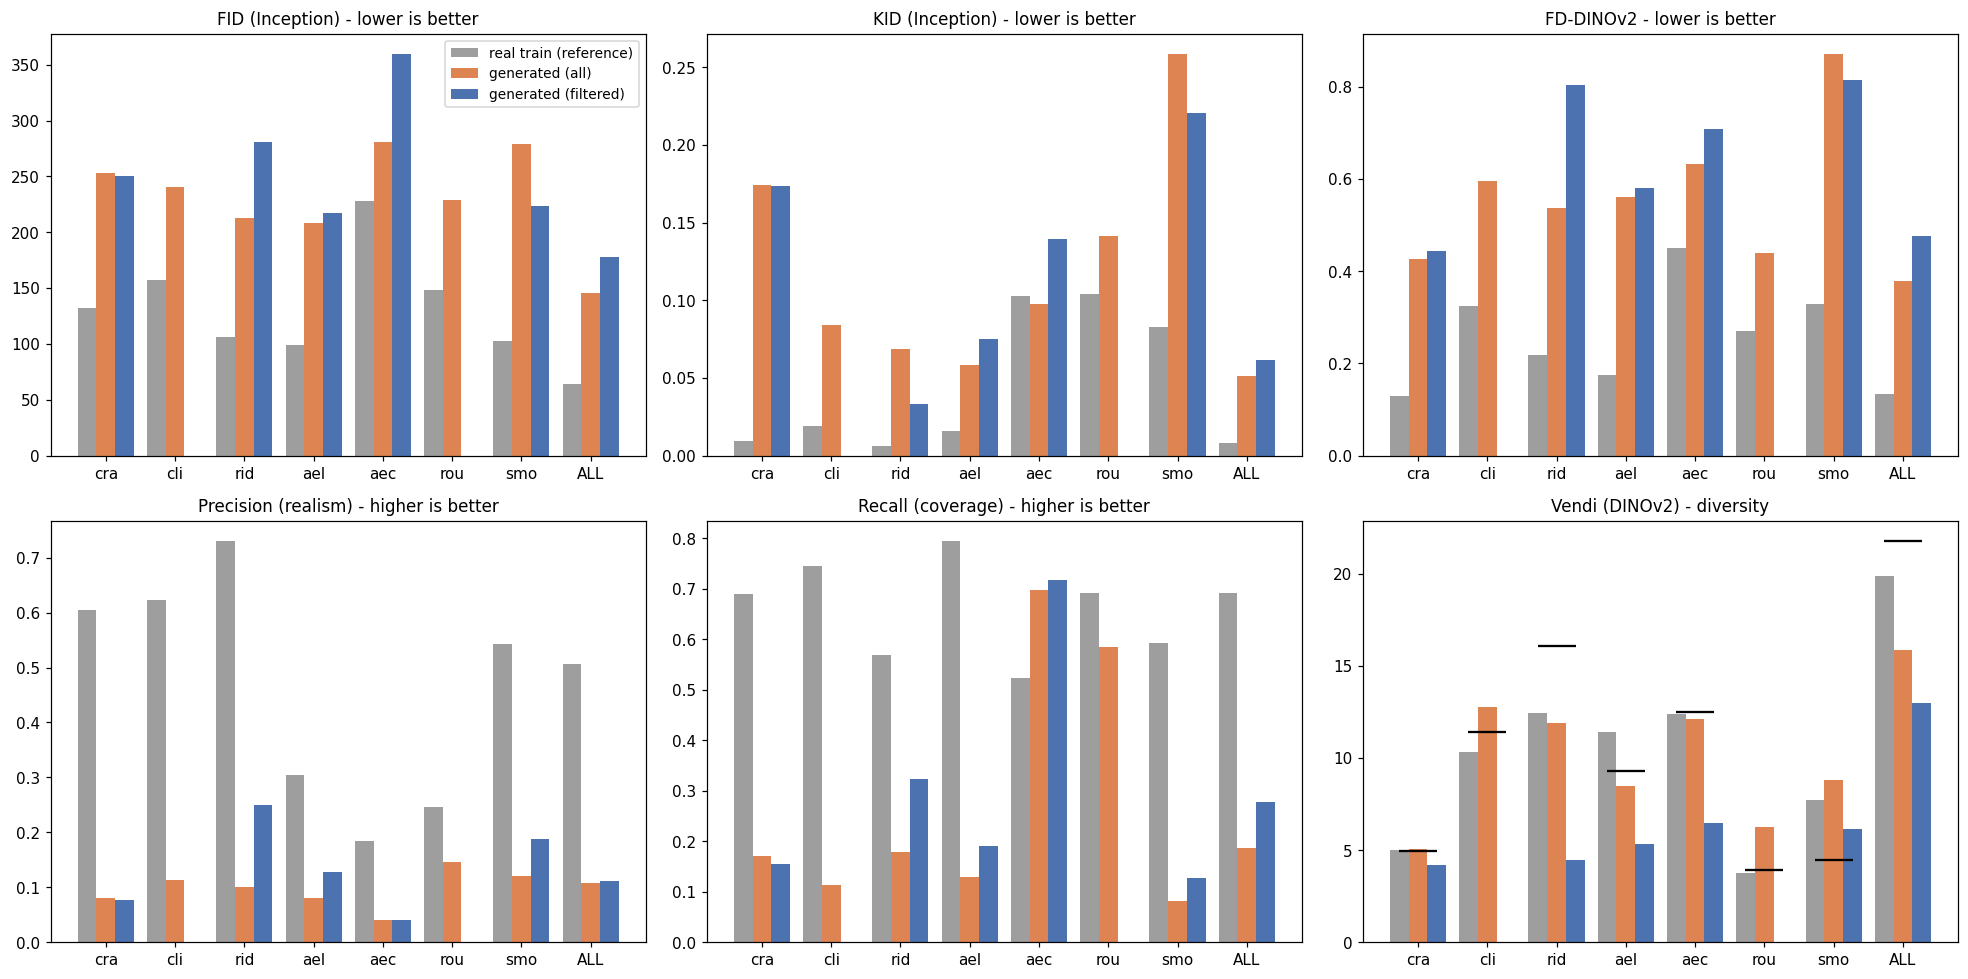 FID (Inception) - lower is better
350
300
250
200
150
100
50
0
real train (reference)
generated (all)
generated (filtered)
cra cli rid ael aec rou smo ALL
KID (Inception) - lower is better
0.25
0.20
0.15
0.10
0.05
0.00
cra cli rid ael aec rou smo ALL
FD-DINOv2 - lower is better
0.8
0.6
0.4
0.2
0.0
cra cli rid ael aec rou smo ALL
Precision (realism) - higher is better
0.7
0.6
0.5
0.4
0.3
0.2
0.1
0.0
cra cli rid ael aec rou smo ALL
Recall (coverage) - higher is better
0.8
0.7
0.6
0.5
0.4
0.3
0.2
0.1
0.0
cra cli rid ael aec rou smo ALL
Vendi (DINOv2) - diversity
20
15
10
5
0
cra cli rid ael aec rou smo ALL